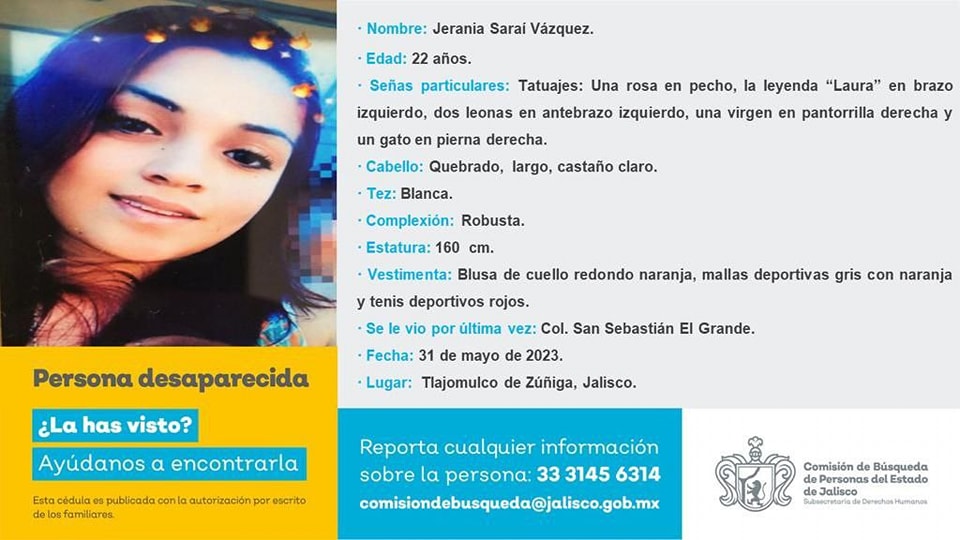 · Nombre: Jerania Saraí Vázquez.
· Edad: 22 años.
· Señas particulares: Tatuajes: Una rosa en pecho, la leyenda “Laura” en brazo
izquierdo, dos leonas en antebrazo izquierdo, una virgen en pantorrilla derecha y
un gato en pierna derecha.
· Cabello: Quebrado, largo, castaño claro.
· Tez: Blanca.
· Complexión: Robusta.
· Estatura: 160 cm.
· Vestimenta: Blusa de cuello redondo naranja, mallas deportivas gris con naranja
y tenis deportivos rojos.
· Se le vio por última vez: Col. San Sebastián El Grande.
· Fecha: 31 de mayo de 2023.
· Lugar: Tlajomulco de Zúñiga, Jalisco.
Persona desaparecida
¿La has visto?
Ayúdanos a encontrarla
Esta cédula es publicada con la autorización por escrito
de los familiares.
Reporta cualquier información
sobre la persona: 33 3145 6314
comisiondebusqueda@jalisco.gob.mx
Comisión de Búsqueda
de Personas del Estado
de Jalisco
Subsecretaría de Derechos Humanos